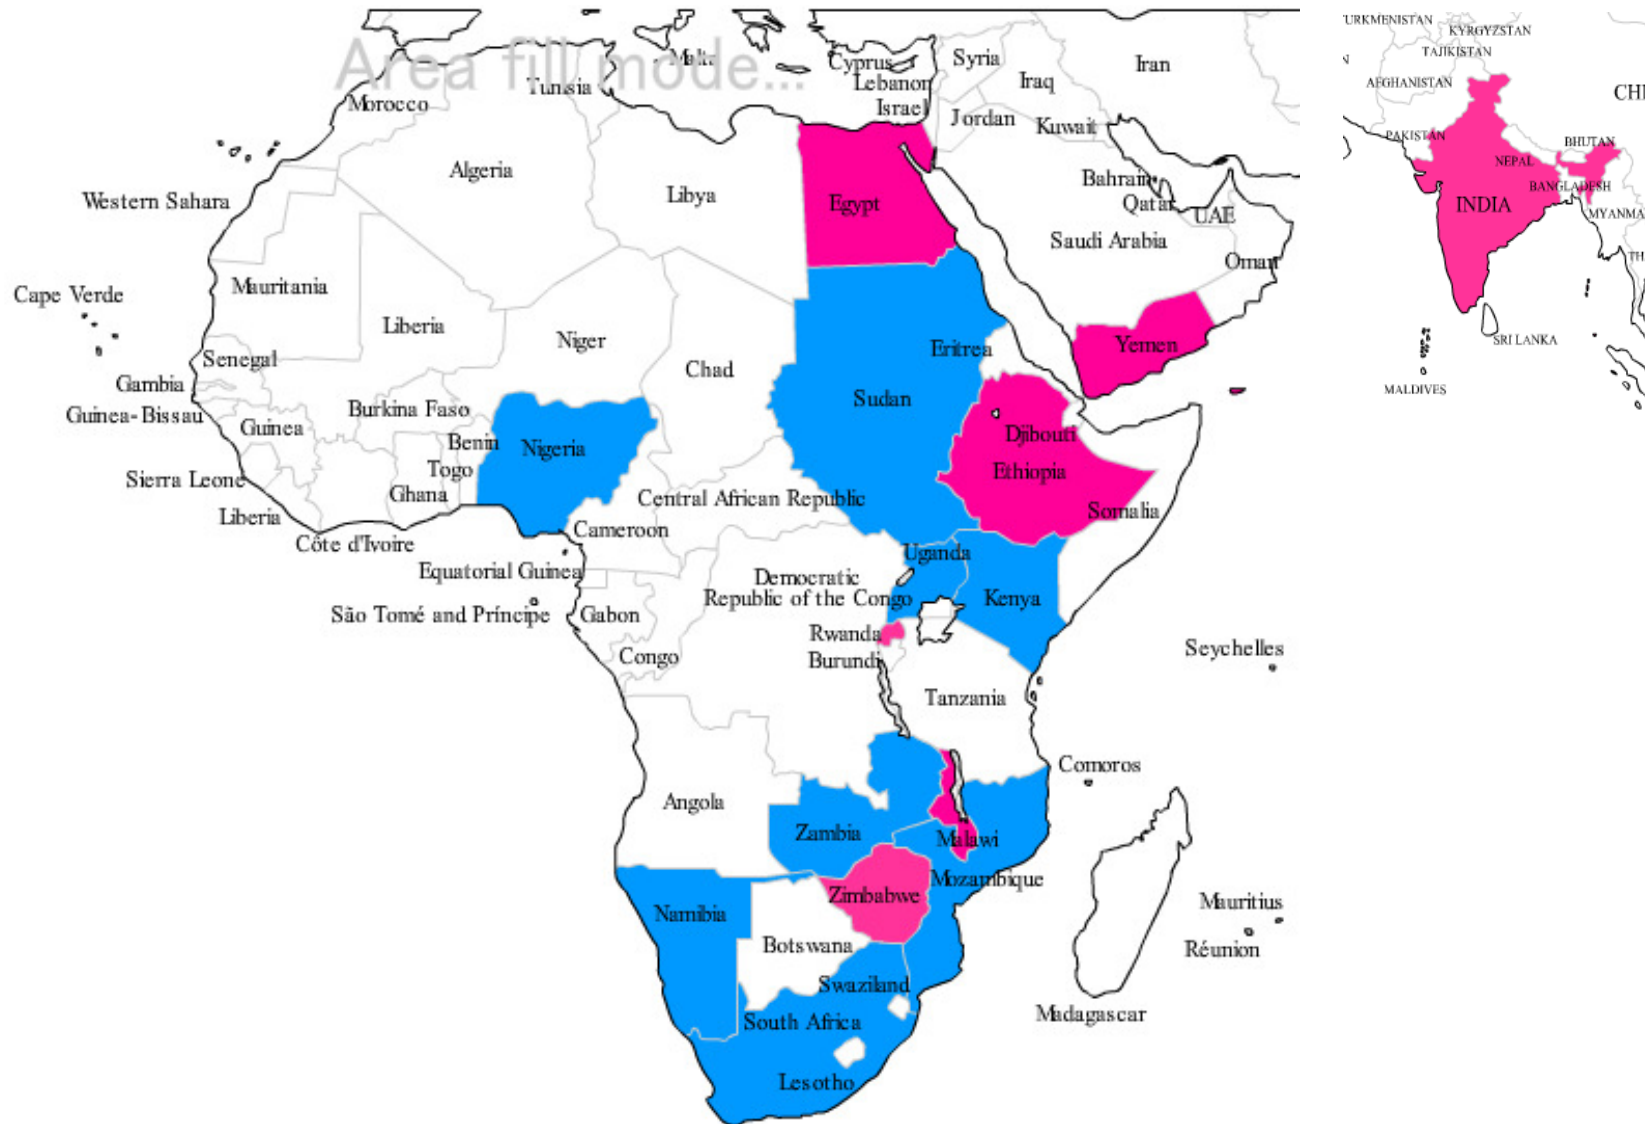 Area fill mode...
Malta
Cyprus
Syria
Iran
Iraq
Lebanon
Tunisia
Israel
Morocco
Jordan
Kuwait
Algeria
Bahrain
Libya
Western Sahara
Egypt
Qatar
UAE
Saudi Arabia
Oman
Mauritania
Cape Verde
Liberia
Niger
Eritrea
Yemen
Senegal
Chad
Gambia
Sudan
Burkina Faso
Guinea-Bissau
Guinea
Djibouti
Benin
Nigeria
Togo
Ethiopia
Sierra Leone
Ghana
Central African Republic
Somalia
Liberia
Cameroon
Côte d'Ivoire
Uganda
Equatorial Guinea
Democratic
Republic of the Congo
Kenya
São Tomé and Príncipe
Gabon
Rwanda
Congo
Burundi
Seychelles
Tanzania
Comoros
Angola
Zambia
Malawi
Mozambique
Zimbabwe
Mauritius
Namibia
Botswana
Réunion
Swaziland
Madagascar
South Africa
Lesotho
TURKMENISTAN
KYRGYZSTAN
TAJIKISTAN
N
AFGHANISTAN
CHI
PAKISTAN
BHUTAN
NEPAL
BANGLADESH
INDIA
MYANMA
TH
SRI LANKA
MALDIVES